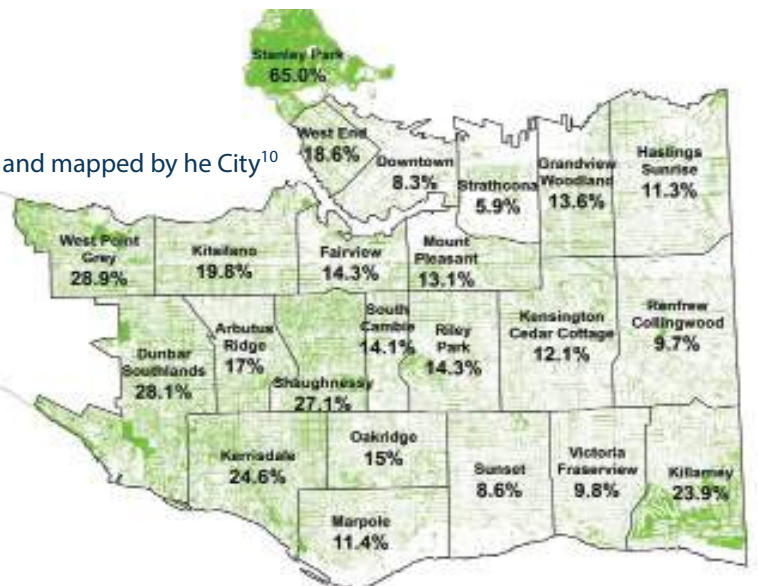 Stanley Park
65.0%
and mapped by he City10
West End
18.6%
Downtown
8.3%
Strathcona
5.9%
Grandview
Woodland
13.6%
Hastings
Sunrise
11.3%
West Point
Grey
28.9%
Kitsilano
19.8%
Fairview
14.3%
Mount
Pleasant
13.1%
Dunbar
Southlands
28.1%
Arbutus
Ridge
17%
Shaughnessy
27.1%
South
Cambie
14.1%
Riley
Park
14.3%
Kensington
Cedar Cottage
12.1%
Renfrew
Collingwood
9.7%
Kerrisdale
24.6%
Oakridge
15%
Marpole
11.4%
Sunset
8.6%
Victoria
Fraserview
9.8%
Killarney
23.9%